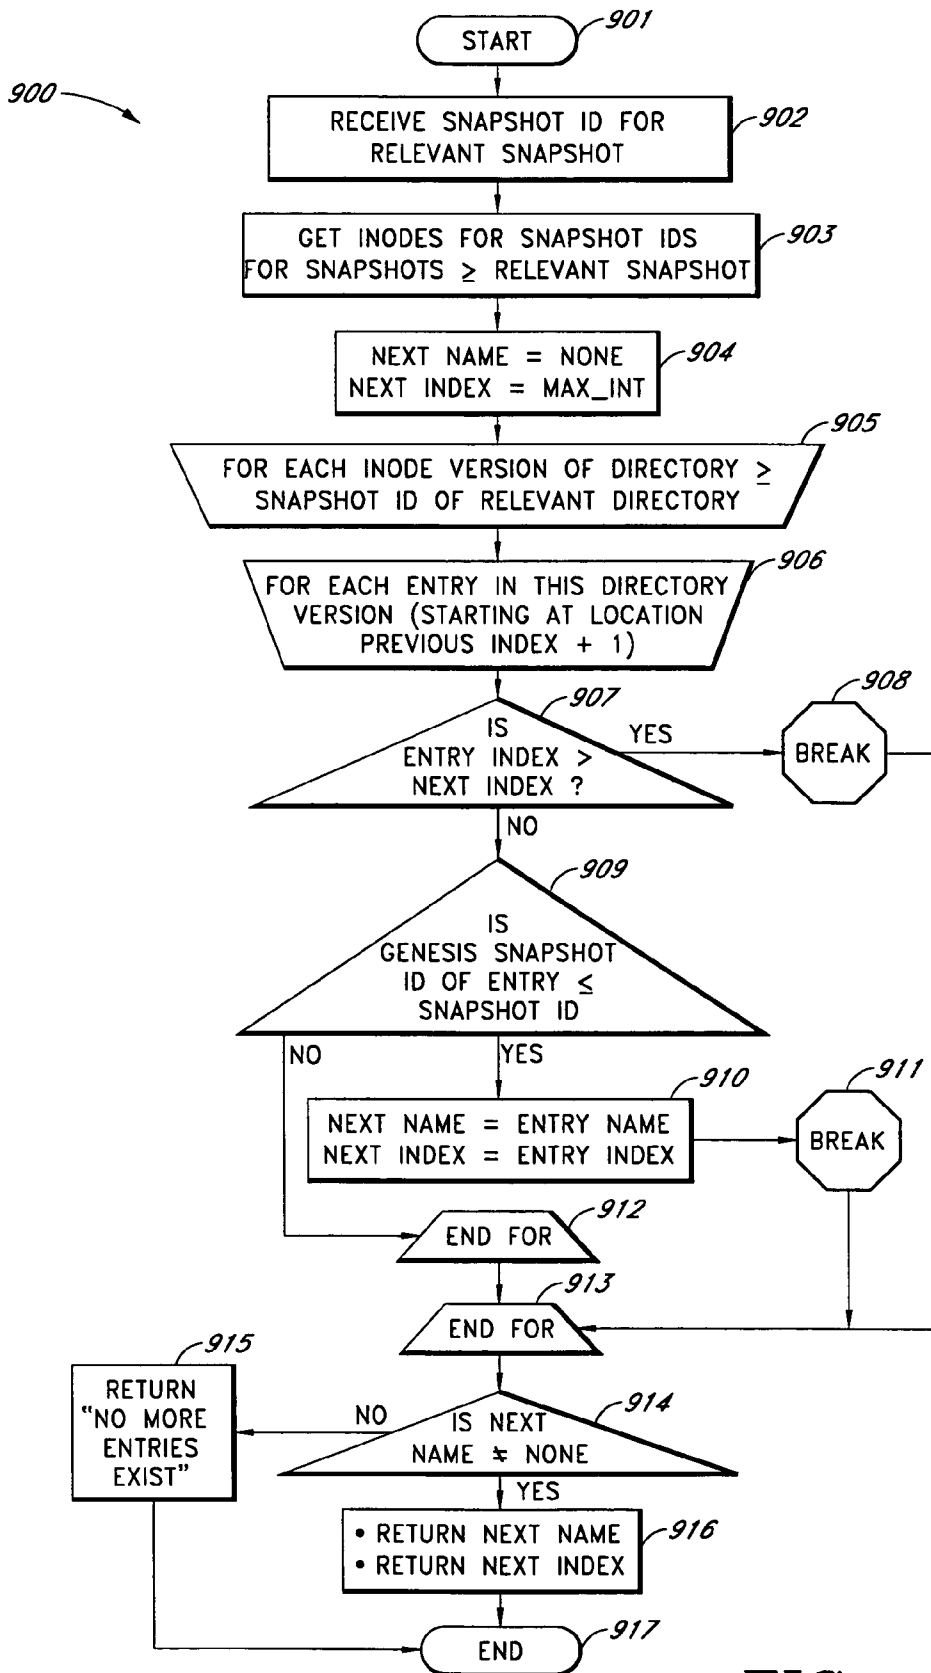 START
901
900
RECEIVE SNAPSHOT ID FOR
RELEVANT SNAPSHOT
902
GET INODES FOR SNAPSHOT IDS
FOR SNAPSHOTS ≥ RELEVANT SNAPSHOT
903
NEXT NAME = NONE
NEXT INDEX = MAX_INT
904
905
FOR EACH INODE VERSION OF DIRECTORY ≥
SNAPSHOT ID OF RELEVANT DIRECTORY
906
FOR EACH ENTRY IN THIS DIRECTORY
VERSION (STARTING AT LOCATION
PREVIOUS INDEX + 1)
907
908
IS
ENTRY INDEX >
NEXT INDEX ?
YES
BREAK
NO
909
IS
GENESIS SNAPSHOT
ID OF ENTRY ≤
SNAPSHOT ID
NO
YES
910
911
NEXT NAME = ENTRY NAME
NEXT INDEX = ENTRY INDEX
BREAK
912
END FOR
913
END FOR
915
RETURN
"NO MORE
ENTRIES
EXIST"
NO
914
IS NEXT
NAME ≠ NONE
YES
• RETURN NEXT NAME
• RETURN NEXT INDEX
916
END
917